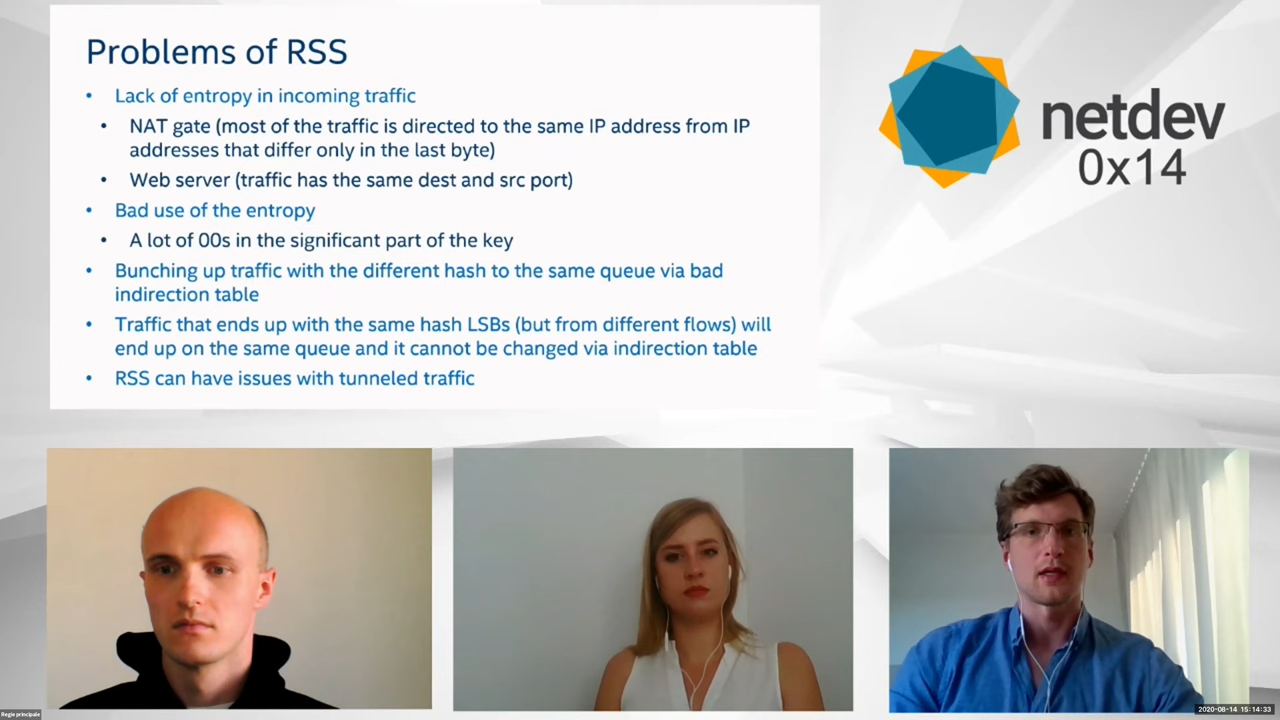 Problems of RSS
• Lack of entropy in incoming traffic
• NAT gate (most of the traffic is directed to the same IP address from IP
addresses that differ only in the last byte)
• Web server (traffic has the same dest and src port)
• Bad use of the entropy
• A lot of 00s in the significant part of the key
• Bunching up traffic with the different hash to the same queue via bad
indirection table
• Traffic that ends up with the same hash LSBs (but from different flows) will
end up on the same queue and it cannot be changed via indirection table
• RSS can have issues with tunneled traffic
netdev
0x14
Regie principale
2020-08-14 15:14:33